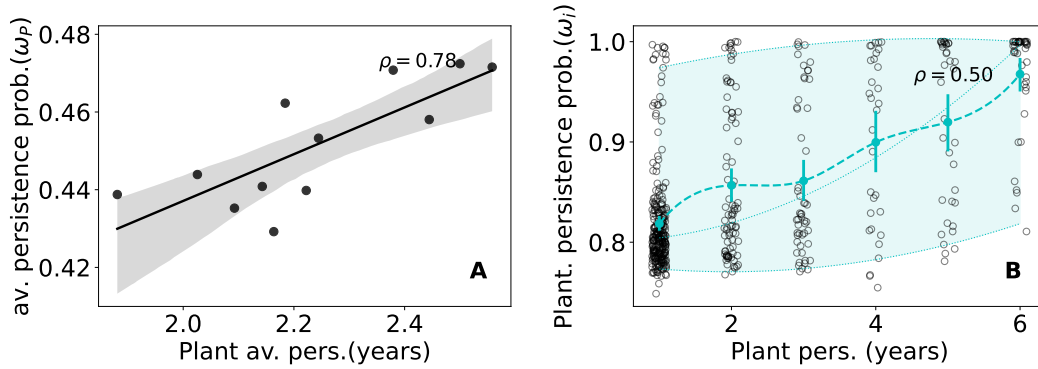 av. persistence prob.(ω_P)
0.48
0.46
0.44
0.42
ρ = 0.78
A
2.0 2.2 2.4
Plant av. pers.(years)
Plant. persistence prob.(ω_i)
1.0
0.9
0.8
ρ = 0.50
B
2 4 6
Plant pers. (years)